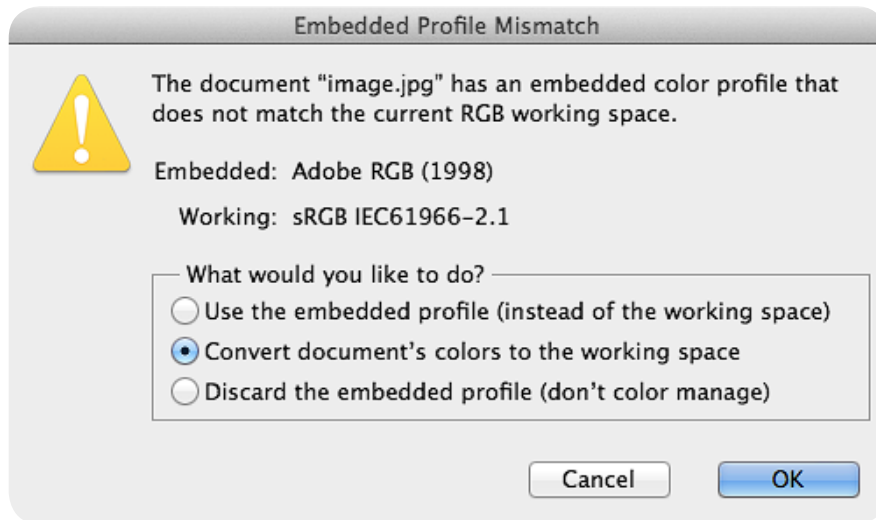 Embedded Profile Mismatch
The document “image.jpg” has an embedded color profile that
does not match the current RGB working space.
Embedded: Adobe RGB (1998)
Working: sRGB IEC61966-2.1
What would you like to do?
Use the embedded profile (instead of the working space)
Convert document’s colors to the working space
Discard the embedded profile (don’t color manage)
Cancel OK